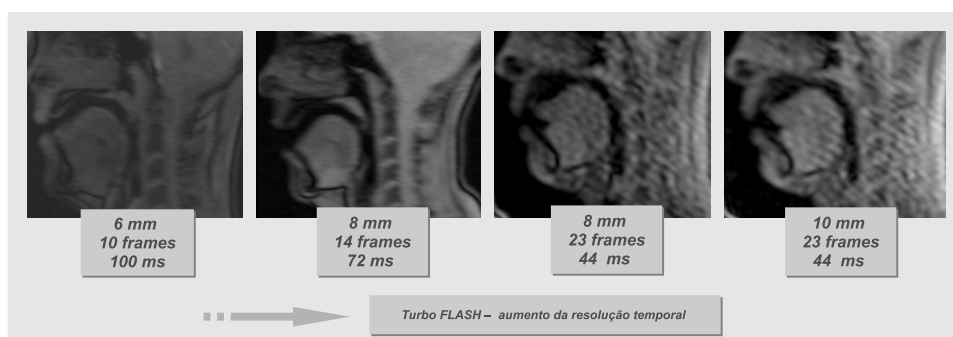 6 mm
10 frames
100 ms
8 mm
14 frames
72 ms
8 mm
23 frames
44 ms
10 mm
23 frames
44 ms
Turbo FLASH – aumento da resolução temporal